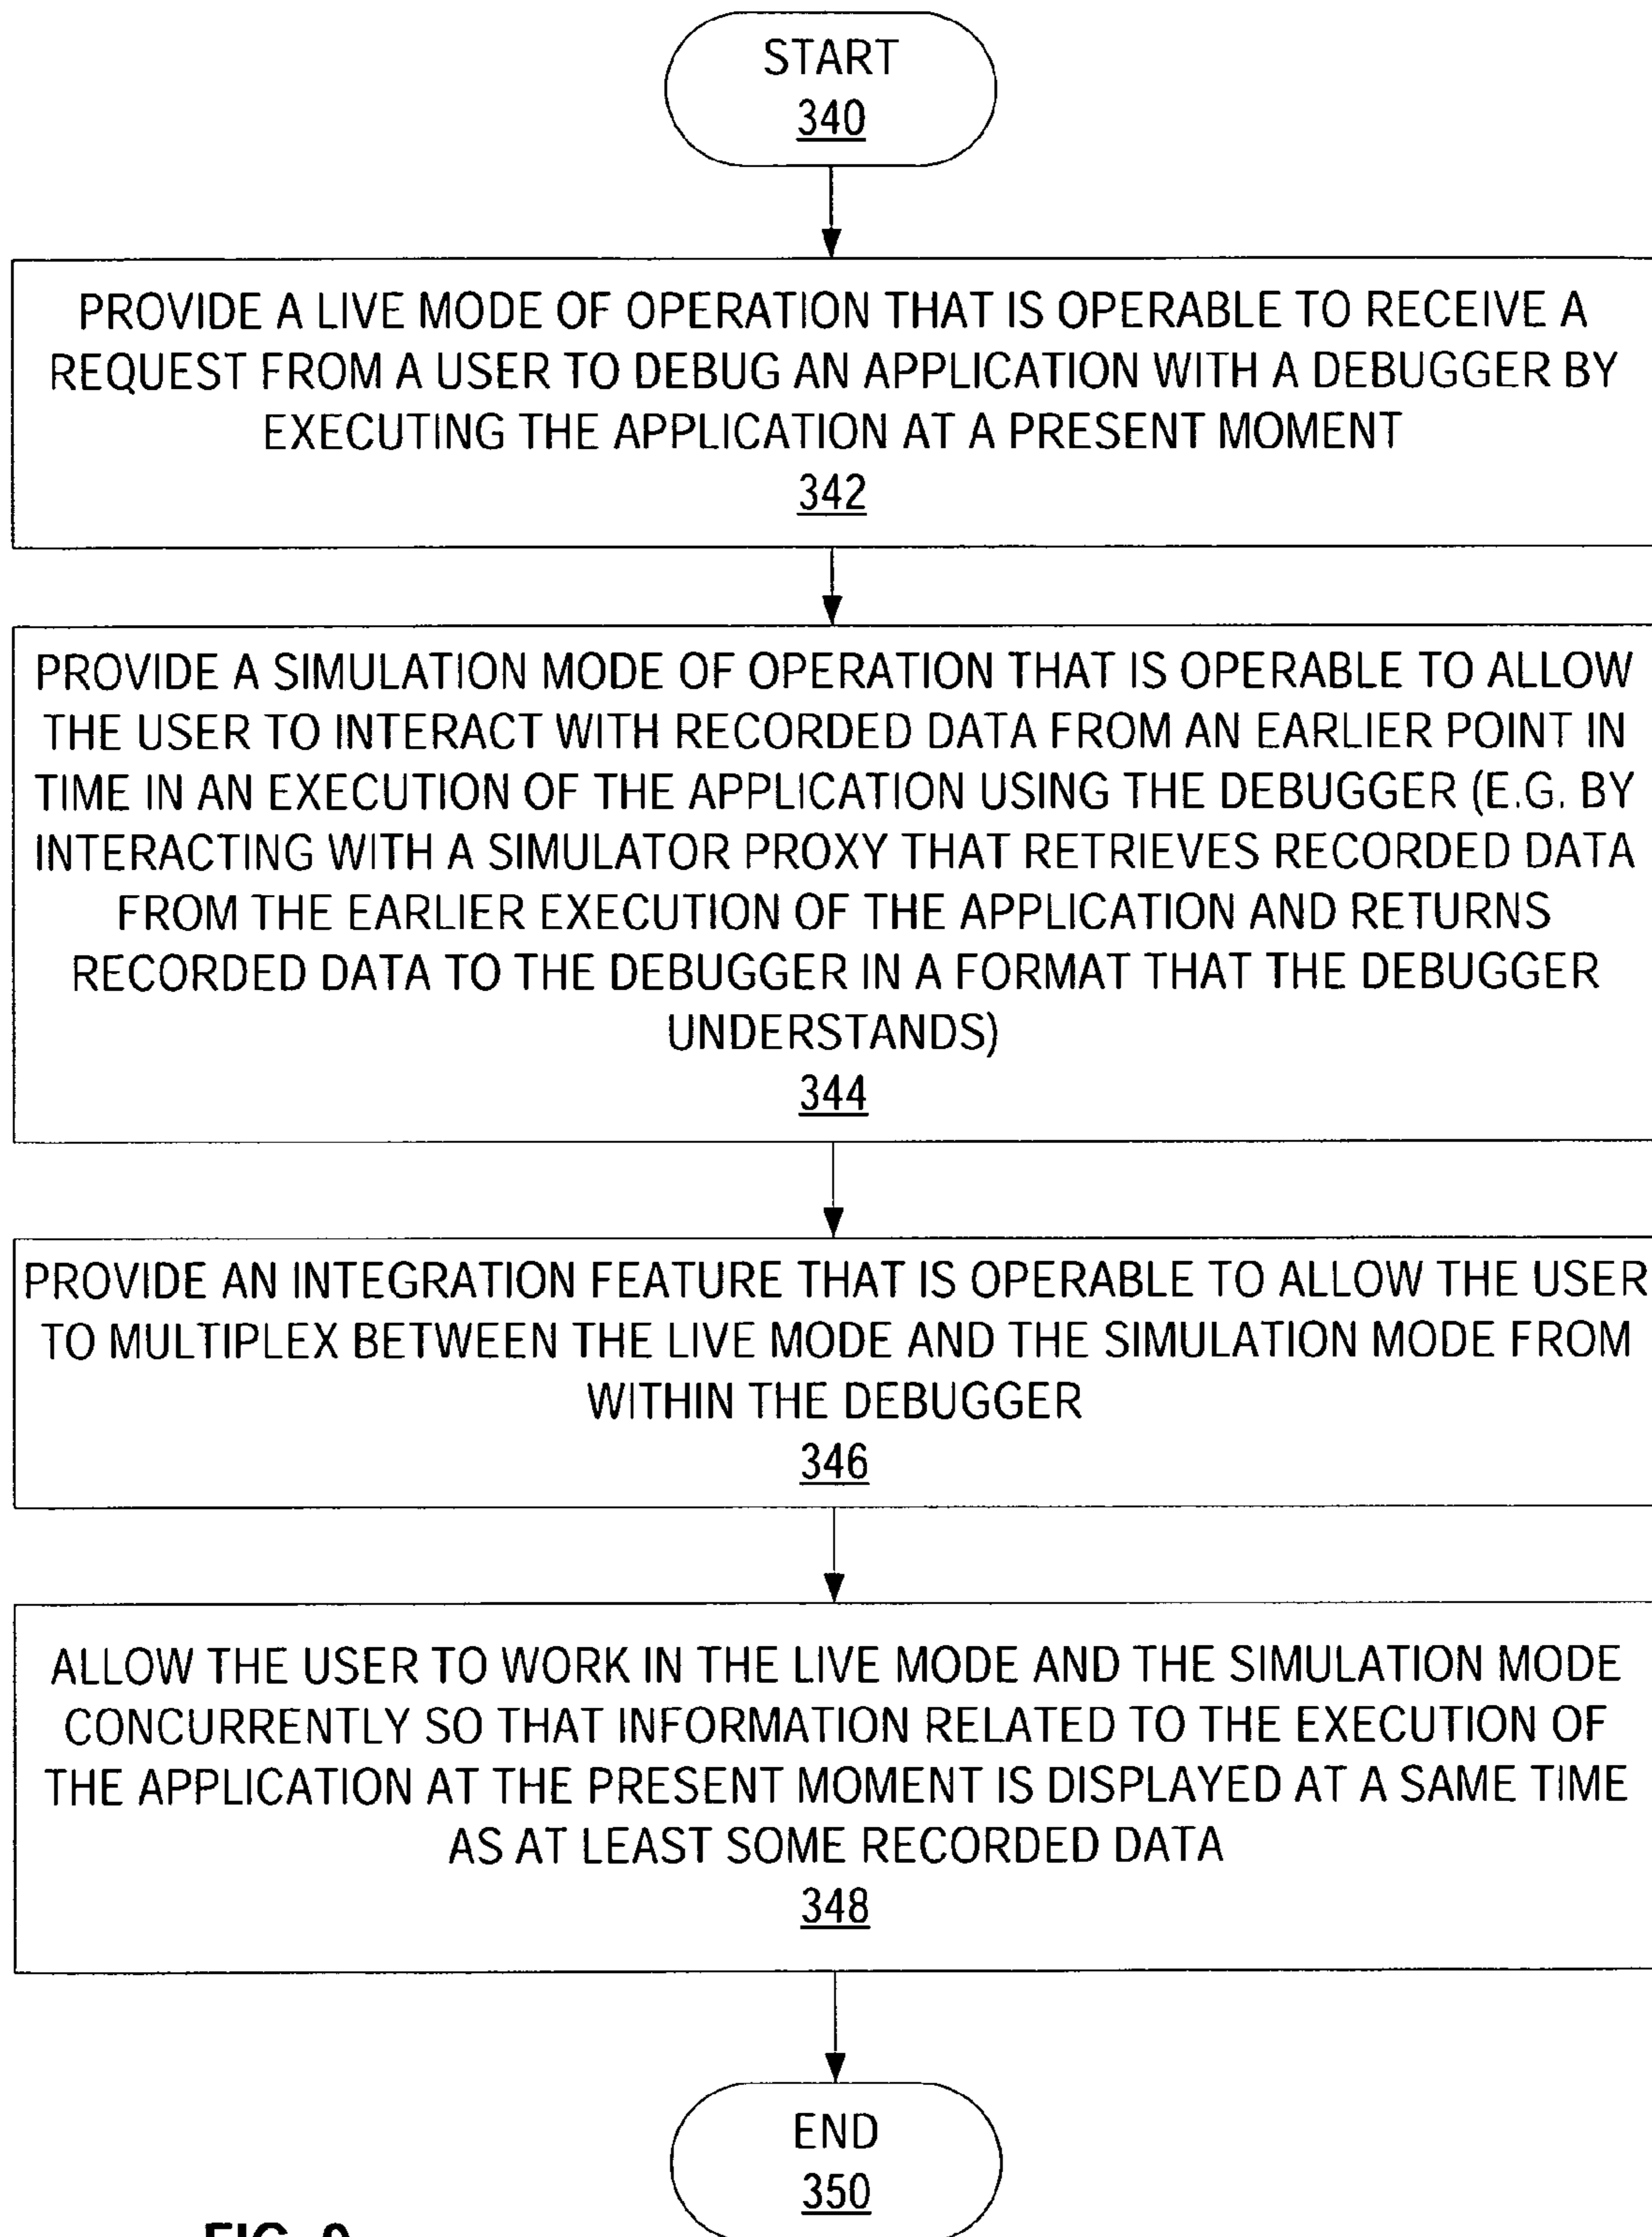 START
340
PROVIDE A LIVE MODE OF OPERATION THAT IS OPERABLE TO RECEIVE A
REQUEST FROM A USER TO DEBUG AN APPLICATION WITH A DEBUGGER BY
EXECUTING THE APPLICATION AT A PRESENT MOMENT
342
PROVIDE A SIMULATION MODE OF OPERATION THAT IS OPERABLE TO ALLOW
THE USER TO INTERACT WITH RECORDED DATA FROM AN EARLIER POINT IN
TIME IN AN EXECUTION OF THE APPLICATION USING THE DEBUGGER (E.G. BY
INTERACTING WITH A SIMULATOR PROXY THAT RETRIEVES RECORDED DATA
FROM THE EARLIER EXECUTION OF THE APPLICATION AND RETURNS
RECORDED DATA TO THE DEBUGGER IN A FORMAT THAT THE DEBUGGER
UNDERSTANDS)
344
PROVIDE AN INTEGRATION FEATURE THAT IS OPERABLE TO ALLOW THE USER
TO MULTIPLEX BETWEEN THE LIVE MODE AND THE SIMULATION MODE FROM
WITHIN THE DEBUGGER
346
ALLOW THE USER TO WORK IN THE LIVE MODE AND THE SIMULATION MODE
CONCURRENTLY SO THAT INFORMATION RELATED TO THE EXECUTION OF
THE APPLICATION AT THE PRESENT MOMENT IS DISPLAYED AT A SAME TIME
AS AT LEAST SOME RECORDED DATA
348
END
350
FIG.